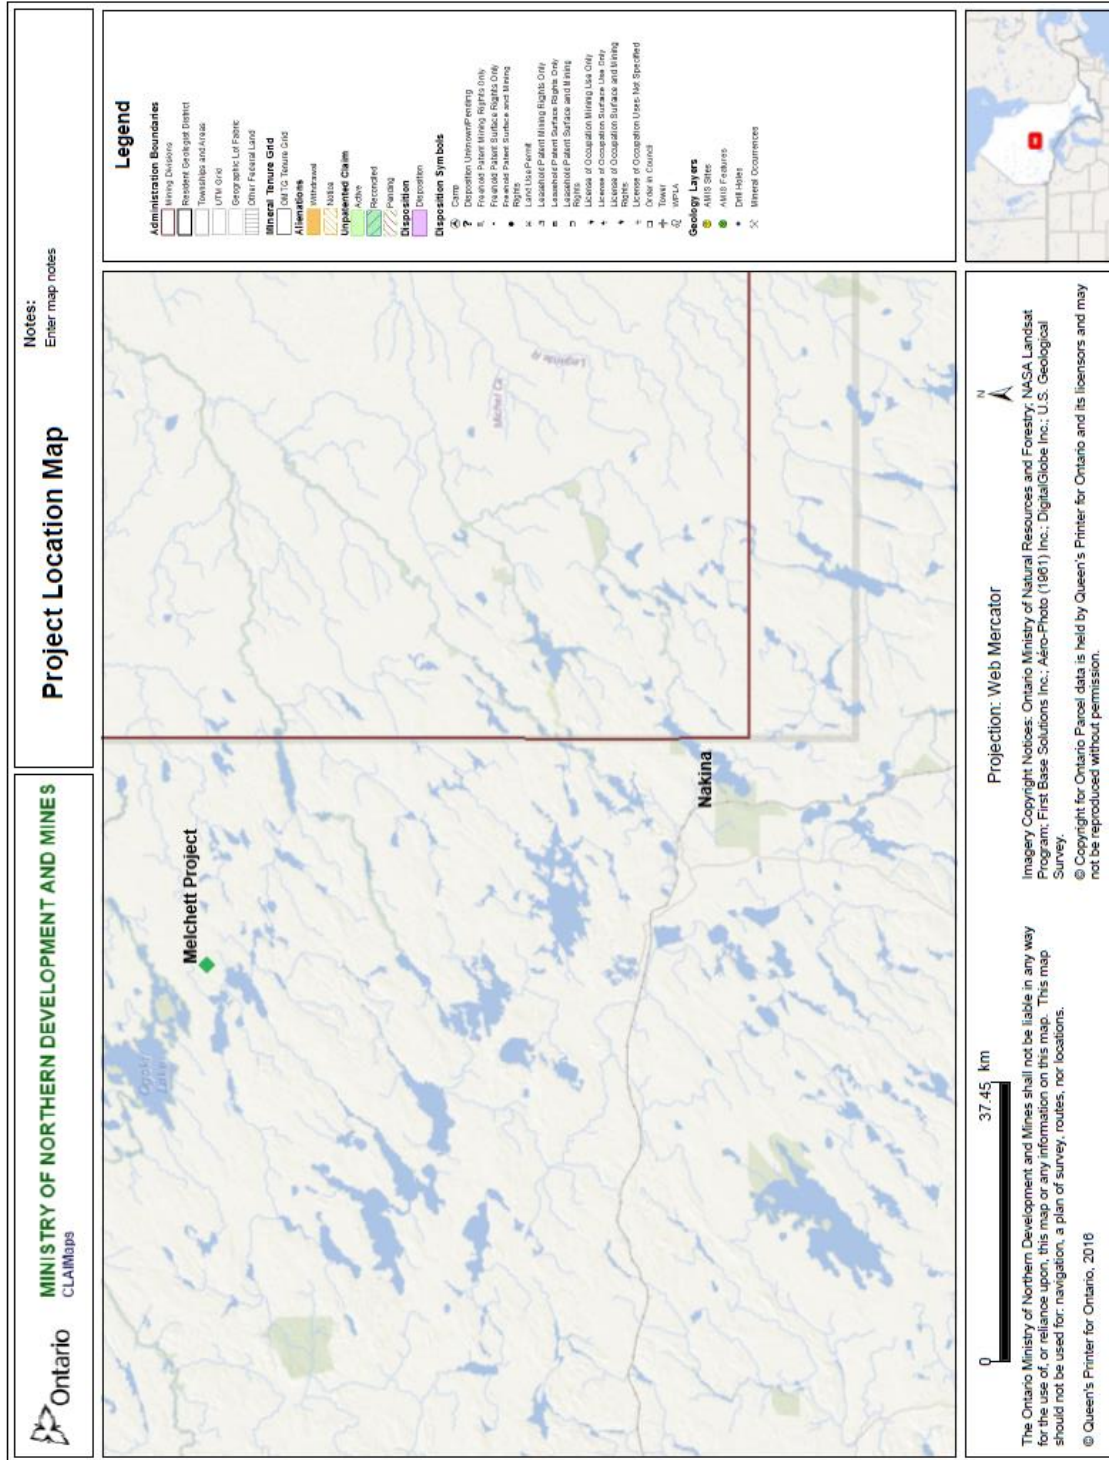 Ontario
MINISTRY OF NORTHERN DEVELOPMENT AND MINES
CLAIMaps
Project Location Map
Notes:
Enter map notes
Melchett Project
Nakina
Michel Cr
Legend
Administration Boundaries
Mining Divisions
Resident Geologist District
Townships and Areas
UTM Grid
Geographic Lot Fabric
Other Federal Land
Mineral Tenure Grid
Alienations
Withdrawal
Notice
Unpatented Claim
Active
Reconciled
Pending
Disposition
Disposition
Disposition Symbols
Camp
Disposition Unknown/Pending
Freehold Patent Mining Rights Only
Freehold Patent Surface Rights Only
Freehold Patent Surface and Mining
Rights
Land Use Permit
Leasehold Patent Mining Rights Only
Leasehold Patent Surface Rights Only
Leasehold Patent Surface and Mining
Rights
License of Occupation Mining Use Only
License of Occupation Surface Use Only
License of Occupation Surface and Mining
Rights
License of Occupation Uses Not Specified
Order in Council
Tower
WPLA
Geology Layers
AMIS Sites
AMIS Features
Drill Holes
Mineral Occurrences
0
37.45 km
Projection: Web Mercator
N
The Ontario Ministry of Northern Development and Mines shall not be liable in any way
for the use of, or reliance upon, this map or any information on this map. This map
should not be used for: navigation, a plan of survey, routes, nor locations.
© Queen's Printer for Ontario, 2016
Imagery Copyright Notices: Ontario Ministry of Natural Resources and Forestry; NASA Landsat
Program; First Base Solutions Inc.; Aéro-Photo (1961) Inc.; DigitalGlobe Inc.; U.S. Geological
Survey.
© Copyright for Ontario Parcel data is held by Queen's Printer for Ontario and its licensors and may
not be reproduced without permission.